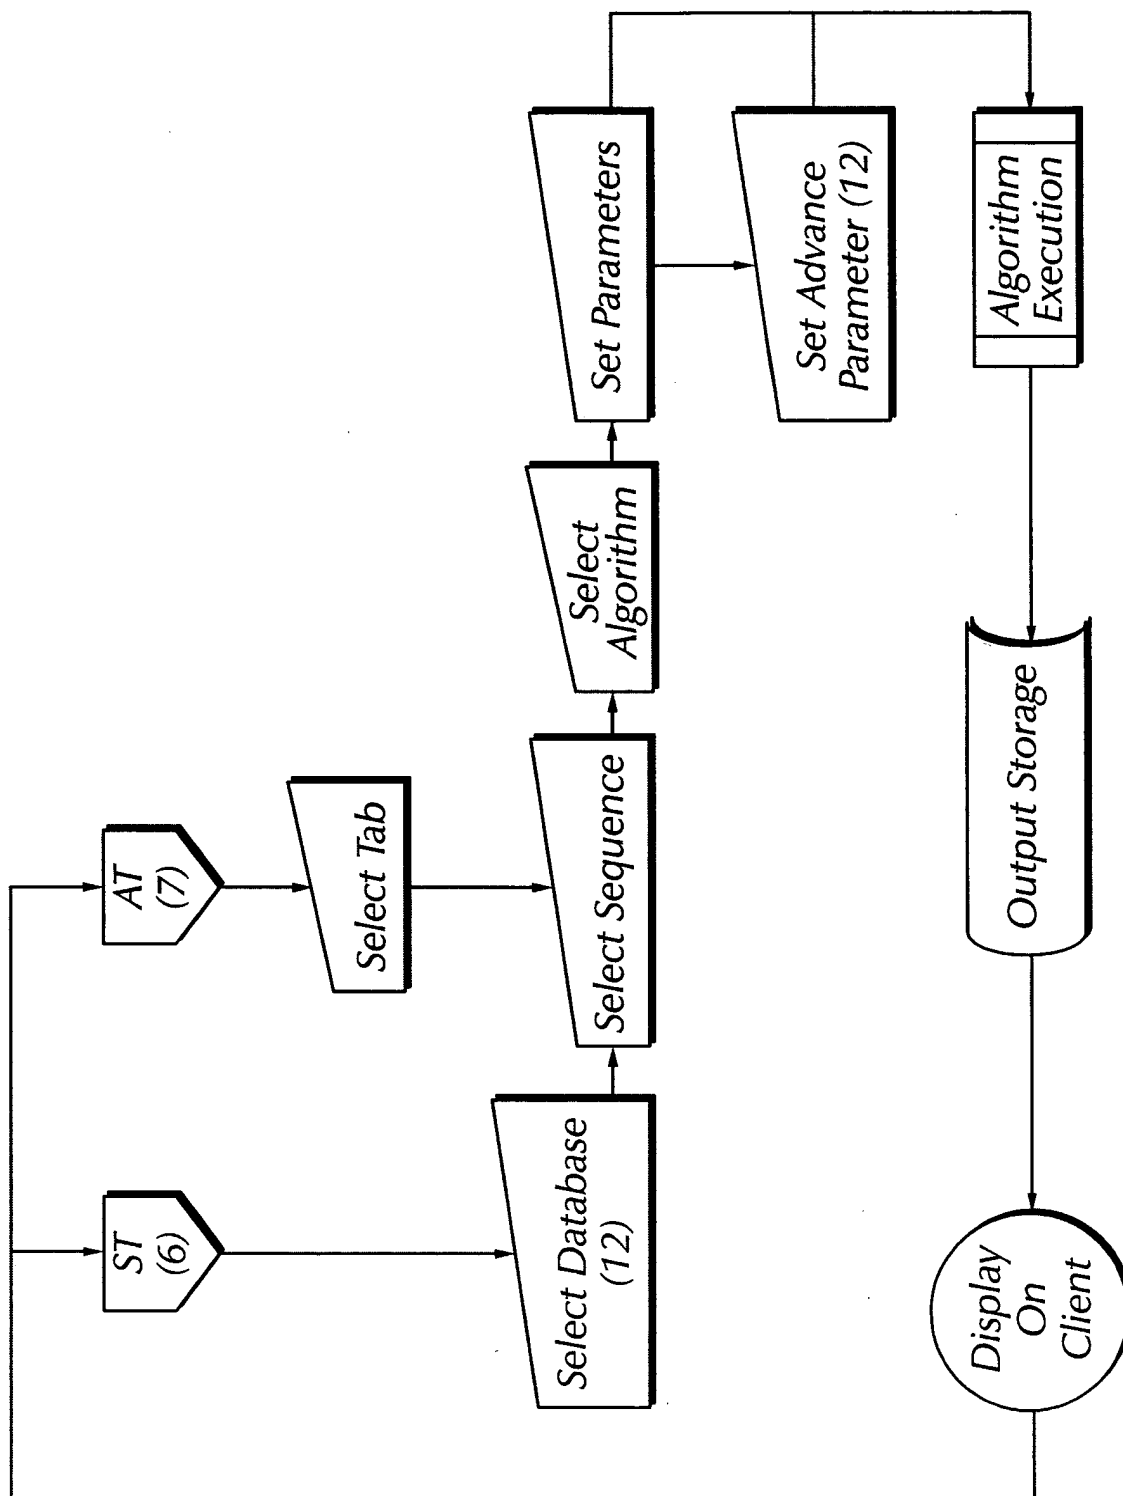 ST
(6)
AT
(7)
Select Tab
Select Database
(12)
Select Sequence
Select
Algorithm
Set Parameters
Set Advance
Parameter (12)
Algorithm
Execution
Output Storage
Display
On
Client